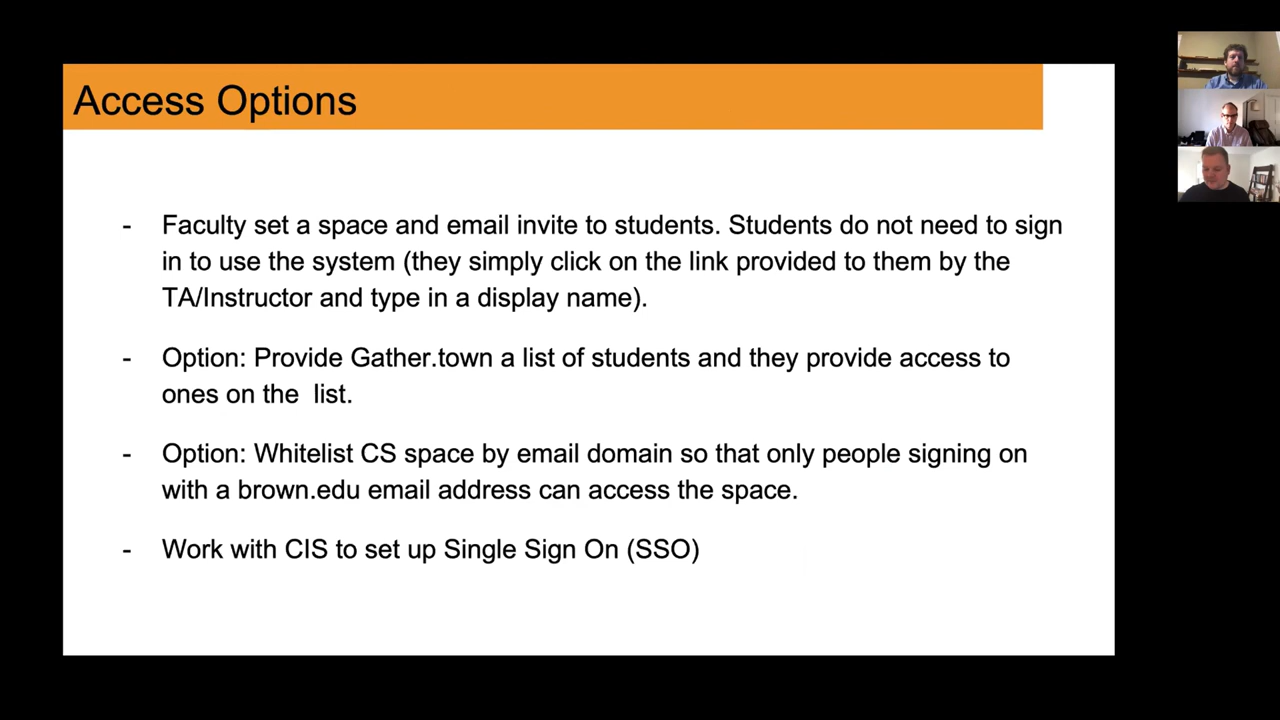 Access Options
- Faculty set a space and email invite to students. Students do not need to sign
in to use the system (they simply click on the link provided to them by the
TA/Instructor and type in a display name).
- Option: Provide Gather.town a list of students and they provide access to
ones on the  list.
- Option: Whitelist CS space by email domain so that only people signing on
with a brown.edu email address can access the space.
- Work with CIS to set up Single Sign On (SSO)